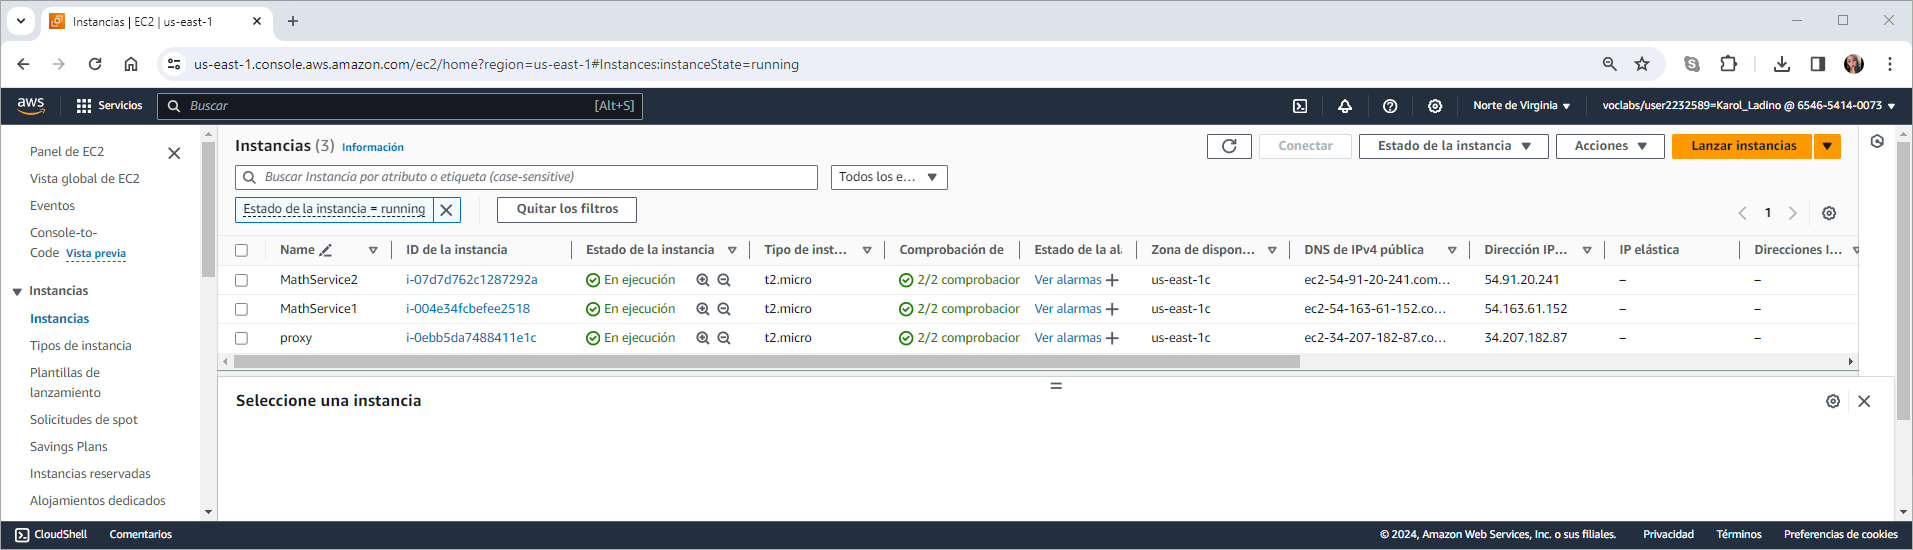 Instancias | EC2 | us-east-1
us-east-1.console.aws.amazon.com/ec2/home?region=us-east-1#Instances:instanceState=running
aws Servicios Buscar [Alt+S] Norte de Virginia voclabs/user2232589=Karol_Ladino @ 6546-5414-0073
Panel de EC2
Vista global de EC2
Eventos
Console-to-
Code Vista previa
Instancias
Instancias
Tipos de instancia
Plantillas de
lanzamiento
Solicitudes de spot
Savings Plans
Instancias reservadas
Alojamientos dedicados
Instancias (3) Información Conectar Estado de la instancia Acciones Lanzar instancias
Buscar Instancia por atributo o etiqueta (case-sensitive) Todos los e...
Estado de la instancia = running Quitar los filtros 1
Name ID de la instancia Estado de la instancia Tipo de inst... Comprobación de Estado de la al Zona de dispon... DNS de IPv4 pública Dirección IP... IP elástica Direcciones I...
MathService2 i-07d7d762c1287292a En ejecución t2.micro 2/2 comprobacion Ver alarmas + us-east-1c ec2-54-91-20-241.com... 54.91.20.241 – –
MathService1 i-004e34fcbefee2518 En ejecución t2.micro 2/2 comprobacion Ver alarmas + us-east-1c ec2-54-163-61-152.co... 54.163.61.152 – –
proxy i-0ebb5da7488411e1c En ejecución t2.micro 2/2 comprobacion Ver alarmas + us-east-1c ec2-34-207-182-87.co... 34.207.182.87 – –
Seleccione una instancia
CloudShell Comentarios © 2024, Amazon Web Services, Inc. o sus filiales. Privacidad Términos Preferencias de cookies